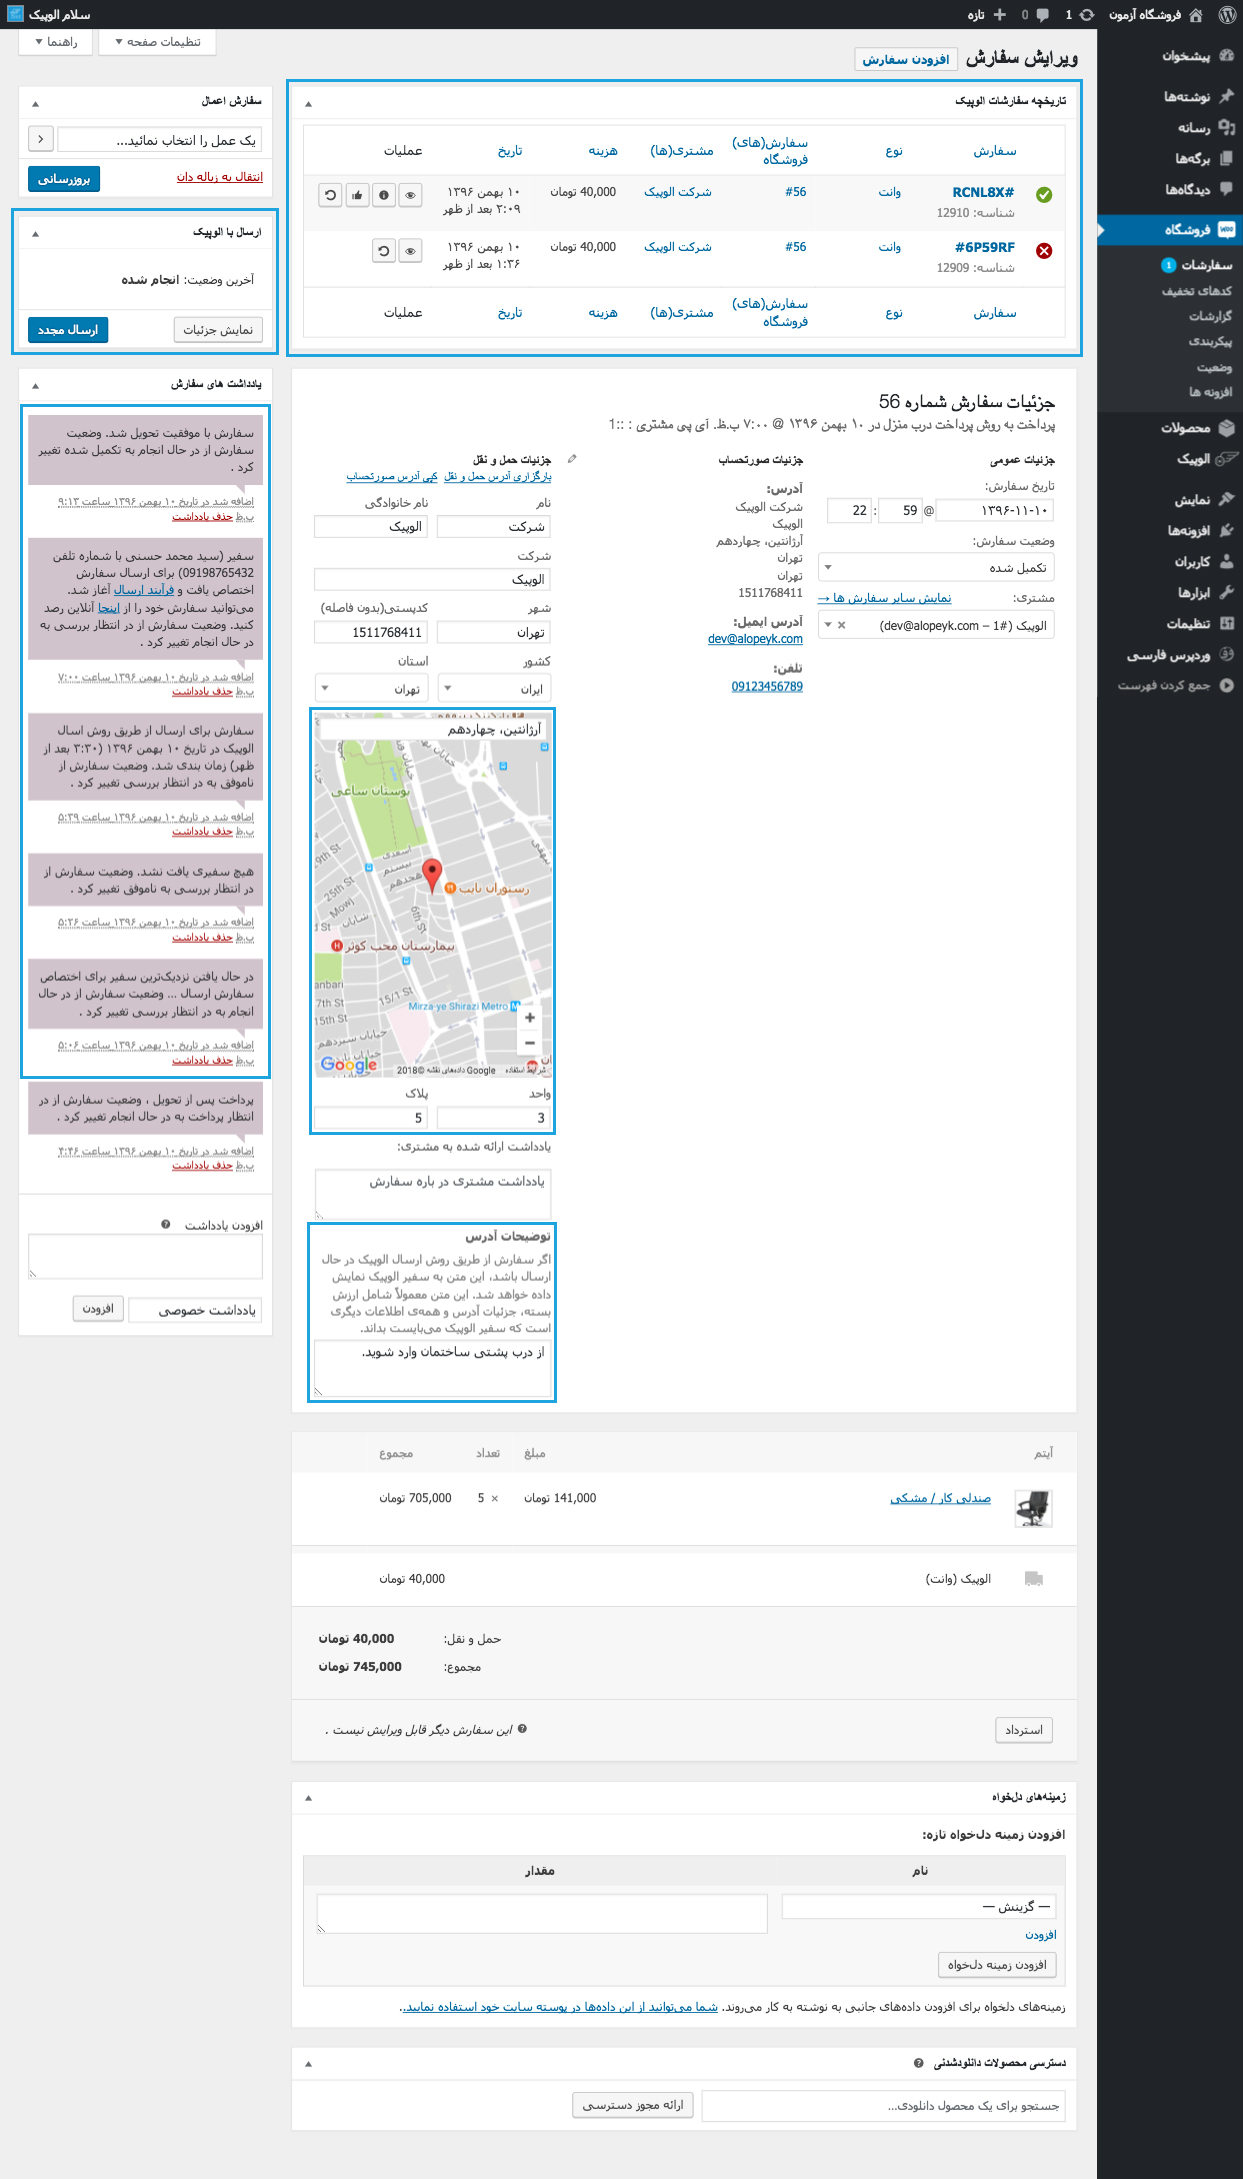 فروشگاه آزمون
1
0
تازه
سلام الوپیک
پیشخوان
نوشته‌ها
رسانه
برگه‌ها
دیدگاه‌ها
فروشگاه
سفارشات 1
کدهای تخفیف
گزارشات
پیکربندی
وضعیت
افزونه ها
محصولات
الوپیک
نمایش
افزونه‌ها
کاربران
ابزارها
تنظیمات
وردپرس فارسی
جمع کردن فهرست
تنظیمات صفحه
راهنما
ویرایش سفارش
افزودن سفارش
تاریخچه سفارشات الوپیک
سفارش نوع سفارش(های) فروشگاه مشتری(ها) هزینه تاریخ عملیات
RCNL8X# وانت #56 شرکت الوپیک 40,000 تومان ۱۰ بهمن ۱۳۹۶
شناسه: 12910 ۲:۰۹ بعد از ظهر
#6P59RF وانت #56 شرکت الوپیک 40,000 تومان ۱۰ بهمن ۱۳۹۶
شناسه: 12909 ۱:۳۶ بعد از ظهر
سفارش نوع سفارش(های) فروشگاه مشتری(ها) هزینه تاریخ عملیات
جزئیات سفارش شماره 56
پرداخت به روش پرداخت درب منزل در ۱۰ بهمن ۱۳۹۶ @ ۷:۰۰ ب.ظ. آی پی مشتری : ::1
جزئیات عمومی
تاریخ سفارش:
۱۳۹۶-۱۱-۱۰ @ 59 : 22
وضعیت سفارش:
تکمیل شده
مشتری: نمایش سایر سفارش ها →
الوپیک (#1 – dev@alopeyk.com) ×
جزئیات صورتحساب
آدرس:
شرکت الوپیک
الوپیک
آرژانتین، چهاردهم
تهران
تهران
1511768411
آدرس ایمیل:
dev@alopeyk.com
تلفن:
09123456789
جزئیات حمل و نقل
بارگزاری آدرس حمل و نقل کپی آدرس صورتحساب
نام نام خانوادگی
شرکت الوپیک
شرکت
الوپیک
شهر کدپستی(بدون فاصله)
تهران 1511768411
کشور استان
ایران تهران
آرژانتین، چهاردهم
بوستان ساعی
29th St
25th St
رستوران نایب
6th St
بیمارستان محب کوثر
15/1 St
17th St
15th St
Mirza-ye Shirazi Metro
خیابان سیزدهم
+
−
Google
شرایط استفاده Google داده‌های نقشه ©2018
واحد پلاک
3 5
یادداشت ارائه شده به مشتری:
یادداشت مشتری در باره سفارش
توضیحات آدرس
اگر سفارش از طریق روش ارسال الوپیک در حال
ارسال باشد، این متن به سفیر الوپیک نمایش
داده خواهد شد. این متن معمولاً شامل ارزش
بسته، جزئیات آدرس و همه‌ی اطلاعات دیگری
است که سفیر الوپیک می‌بایست بداند.
از درب پشتی ساختمان وارد شوید.
آیتم مبلغ تعداد مجموع
صندلی کار / مشکی 141,000 تومان × 5 705,000 تومان
الوپیک (وانت) 40,000 تومان
حمل و نقل: 40,000 تومان
مجموع: 745,000 تومان
استرداد
این سفارش دیگر قابل ویرایش نیست .
زمینه‌های دلخواه
افزودن زمینه دلخواه تازه:
نام مقدار
— گزینش —
افزودن
افزودن زمینه دلخواه
زمینه‌های دلخواه برای افزودن داده‌های جانبی به نوشته به کار می‌روند. شما می‌توانید از این داده‌ها در پوسته سایت خود استفاده نمایید..
دسترسی محصولات دانلودشدنی
جستجو برای یک محصول دانلودی...
ارائه مجوز دسترسی
سفارش اعمال
یک عمل را انتخاب نمائید...
انتقال به زباله دان
بروزرسانی
ارسال با الوپیک
آخرین وضعیت: انجام شده
نمایش جزئیات
ارسال مجدد
یادداشت های سفارش
سفارش با موفقیت تحویل شد. وضعیت
سفارش از در حال انجام به تکمیل شده تغییر
کرد .
اضافه شد در تاریخ ۱۰ بهمن ۱۳۹۶ ساعت ۹:۱۳
ب.ظ حذف یادداشت
سفیر (سید محمد حسنی با شماره تلفن
09198765432) برای ارسال سفارش
اختصاص یافت و فرآیند ارسال آغاز شد.
می‌توانید سفارش خود را از اینجا آنلاین رصد
کنید. وضعیت سفارش از در انتظار بررسی به
در حال انجام تغییر کرد .
اضافه شد در تاریخ ۱۰ بهمن ۱۳۹۶ ساعت ۷:۰۰
ب.ظ حذف یادداشت
سفارش برای ارسال از طریق روش اسال
الوپیک در تاریخ ۱۰ بهمن ۱۳۹۶ (۳:۳۰ بعد از
ظهر) زمان بندی شد. وضعیت سفارش از
ناموفق به در انتظار بررسی تغییر کرد .
اضافه شد در تاریخ ۱۰ بهمن ۱۳۹۶ ساعت ۵:۳۹
ب.ظ حذف یادداشت
هیچ سفیری یافت نشد. وضعیت سفارش از
در انتظار بررسی به ناموفق تغییر کرد .
اضافه شد در تاریخ ۱۰ بهمن ۱۳۹۶ ساعت ۵:۲۶
ب.ظ حذف یادداشت
در حال یافتن نزدیک‌ترین سفیر برای اختصاص
سفارش ارسال ... وضعیت سفارش از در حال
انجام به در انتظار بررسی تغییر کرد .
اضافه شد در تاریخ ۱۰ بهمن ۱۳۹۶ ساعت ۵:۰۶
ب.ظ حذف یادداشت
پرداخت پس از تحویل ، وضعیت سفارش از در
انتظار پرداخت به در حال انجام تغییر کرد .
اضافه شد در تاریخ ۱۰ بهمن ۱۳۹۶ ساعت ۴:۴۶
ب.ظ حذف یادداشت
افزودن یادداشت
یادداشت خصوصی
افزودن